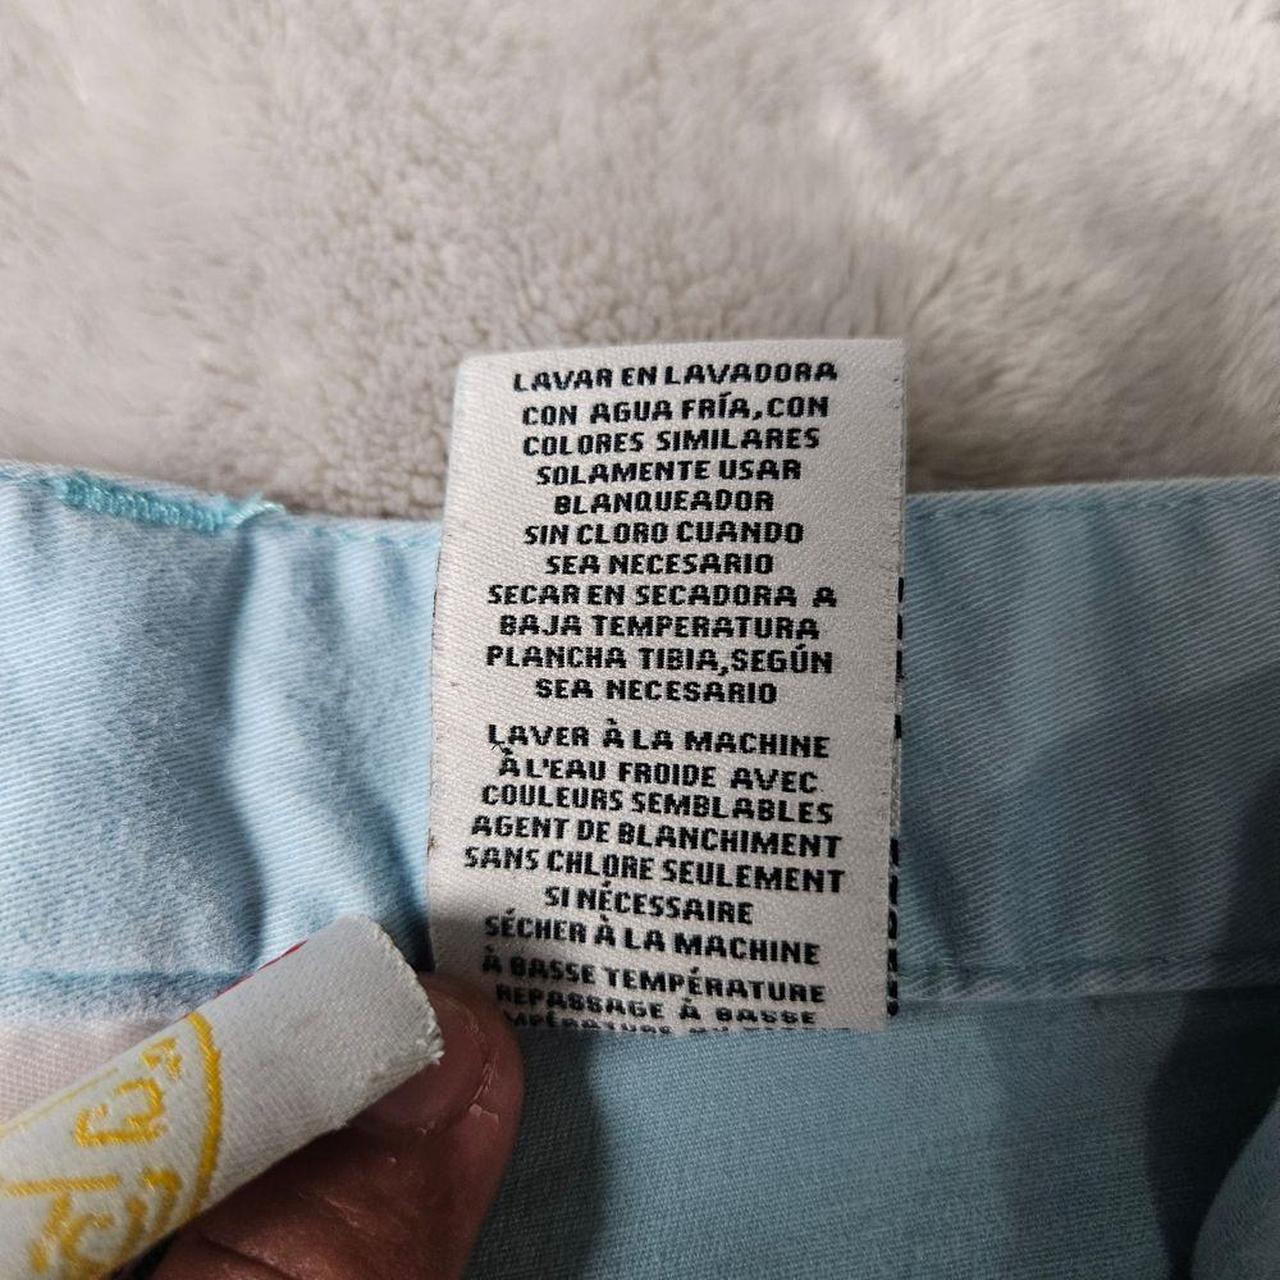 LAVAR EN LAVADORA
CON AGUA FRÍA, CON
COLORES SIMILARES
SOLAMENTE USAR
BLANQUEADOR
SIN CLORO CUANDO
SEA NECESARIO
SECAR EN SECADORA A
BAJA TEMPERATURA
PLANCHA TIBIA, SEGÚN
SEA NECESARIO
LAVER À LA MACHINE
À L'EAU FROIDE AVEC
COULEURS SEMBLABLES
AGENT DE BLANCHIMENT
SANS CHLORE SEULEMENT
SI NÉCESSAIRE
SÉCHER À LA MACHINE
À BASSE TEMPÉRATURE
REPASSAGE À BASSE